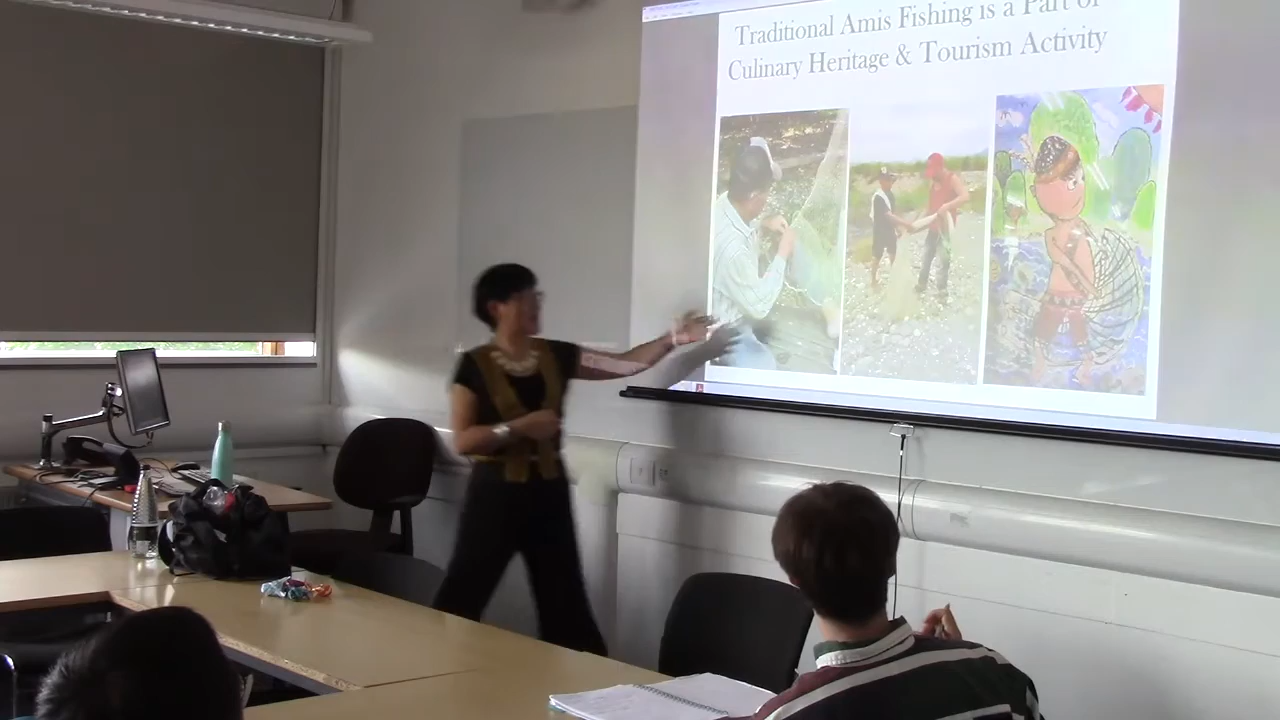 Traditional Amis Fishing is a Part of
Culinary Heritage & Tourism Activity